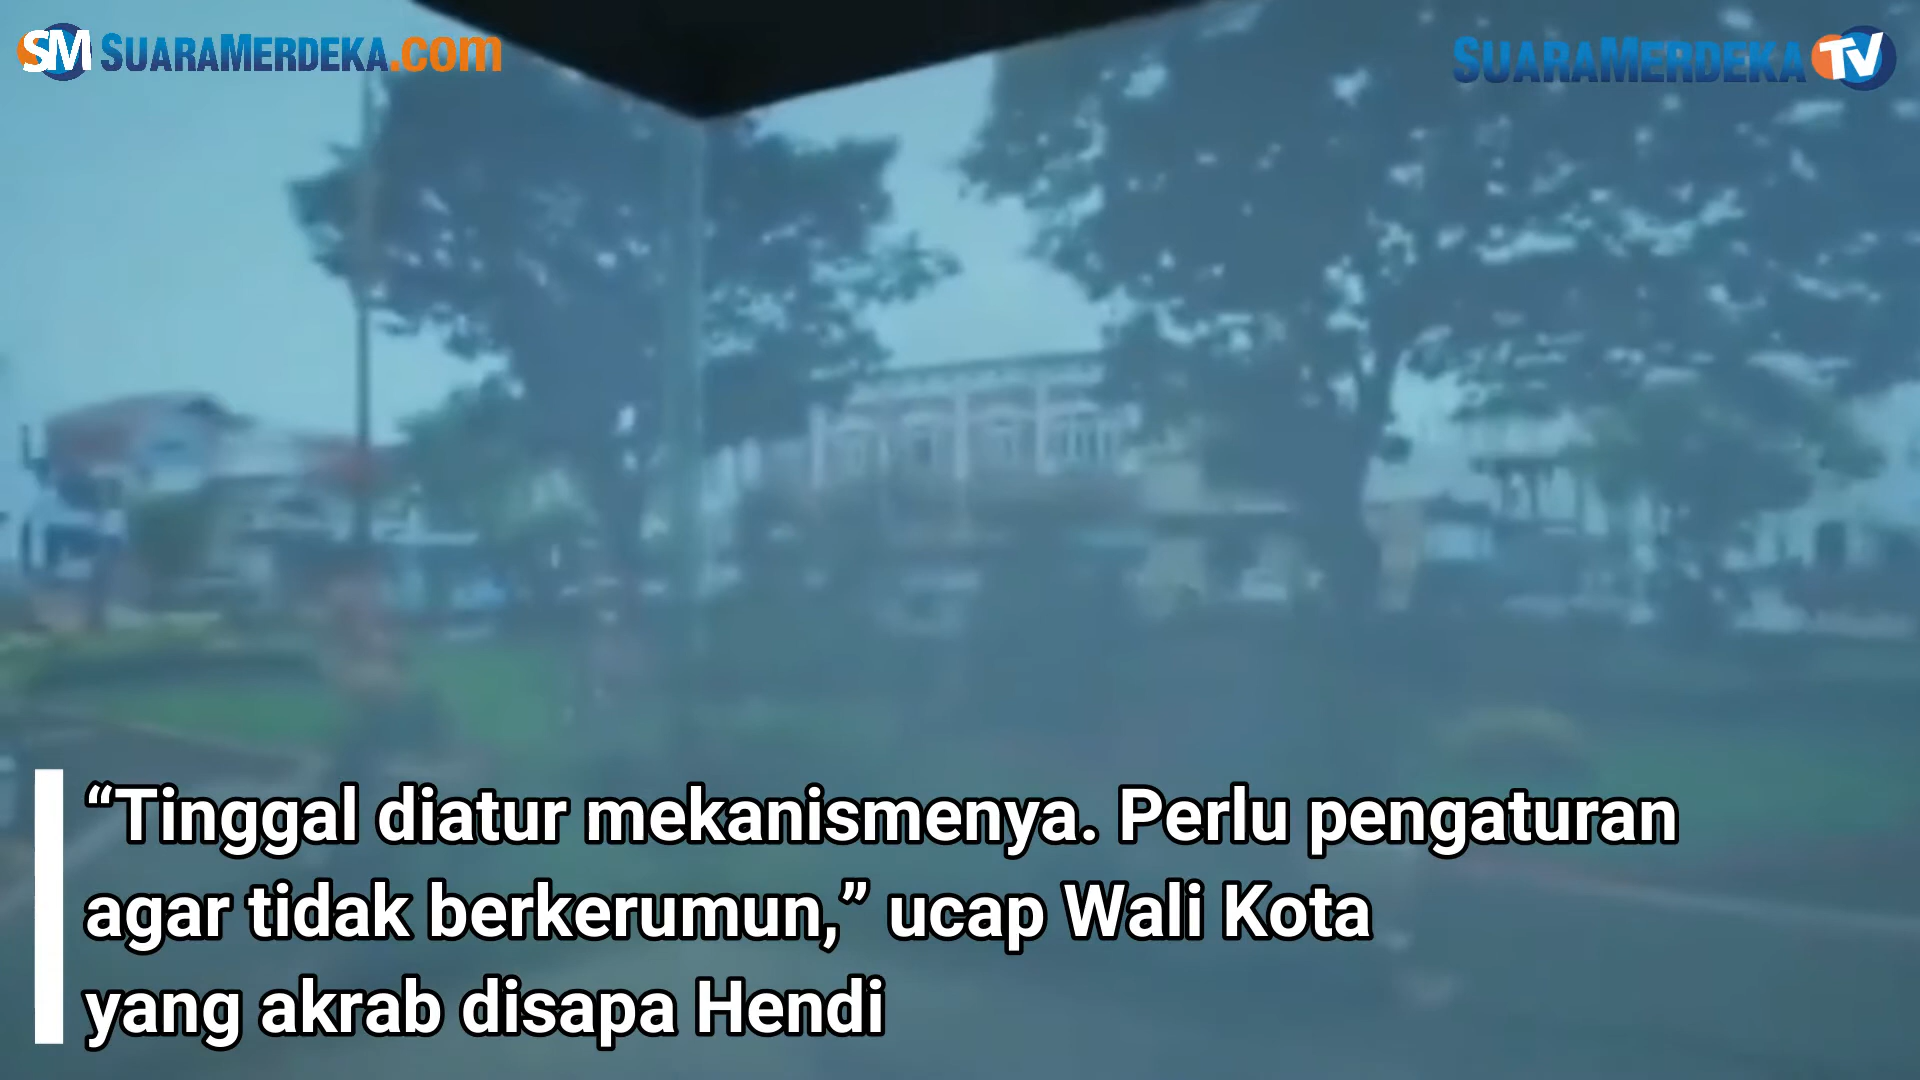 SM SUARAMERDEKA.com
SUARAMERDEKA TV
“Tinggal diatur mekanismenya. Perlu pengaturan
agar tidak berkerumun,” ucap Wali Kota
yang akrab disapa Hendi